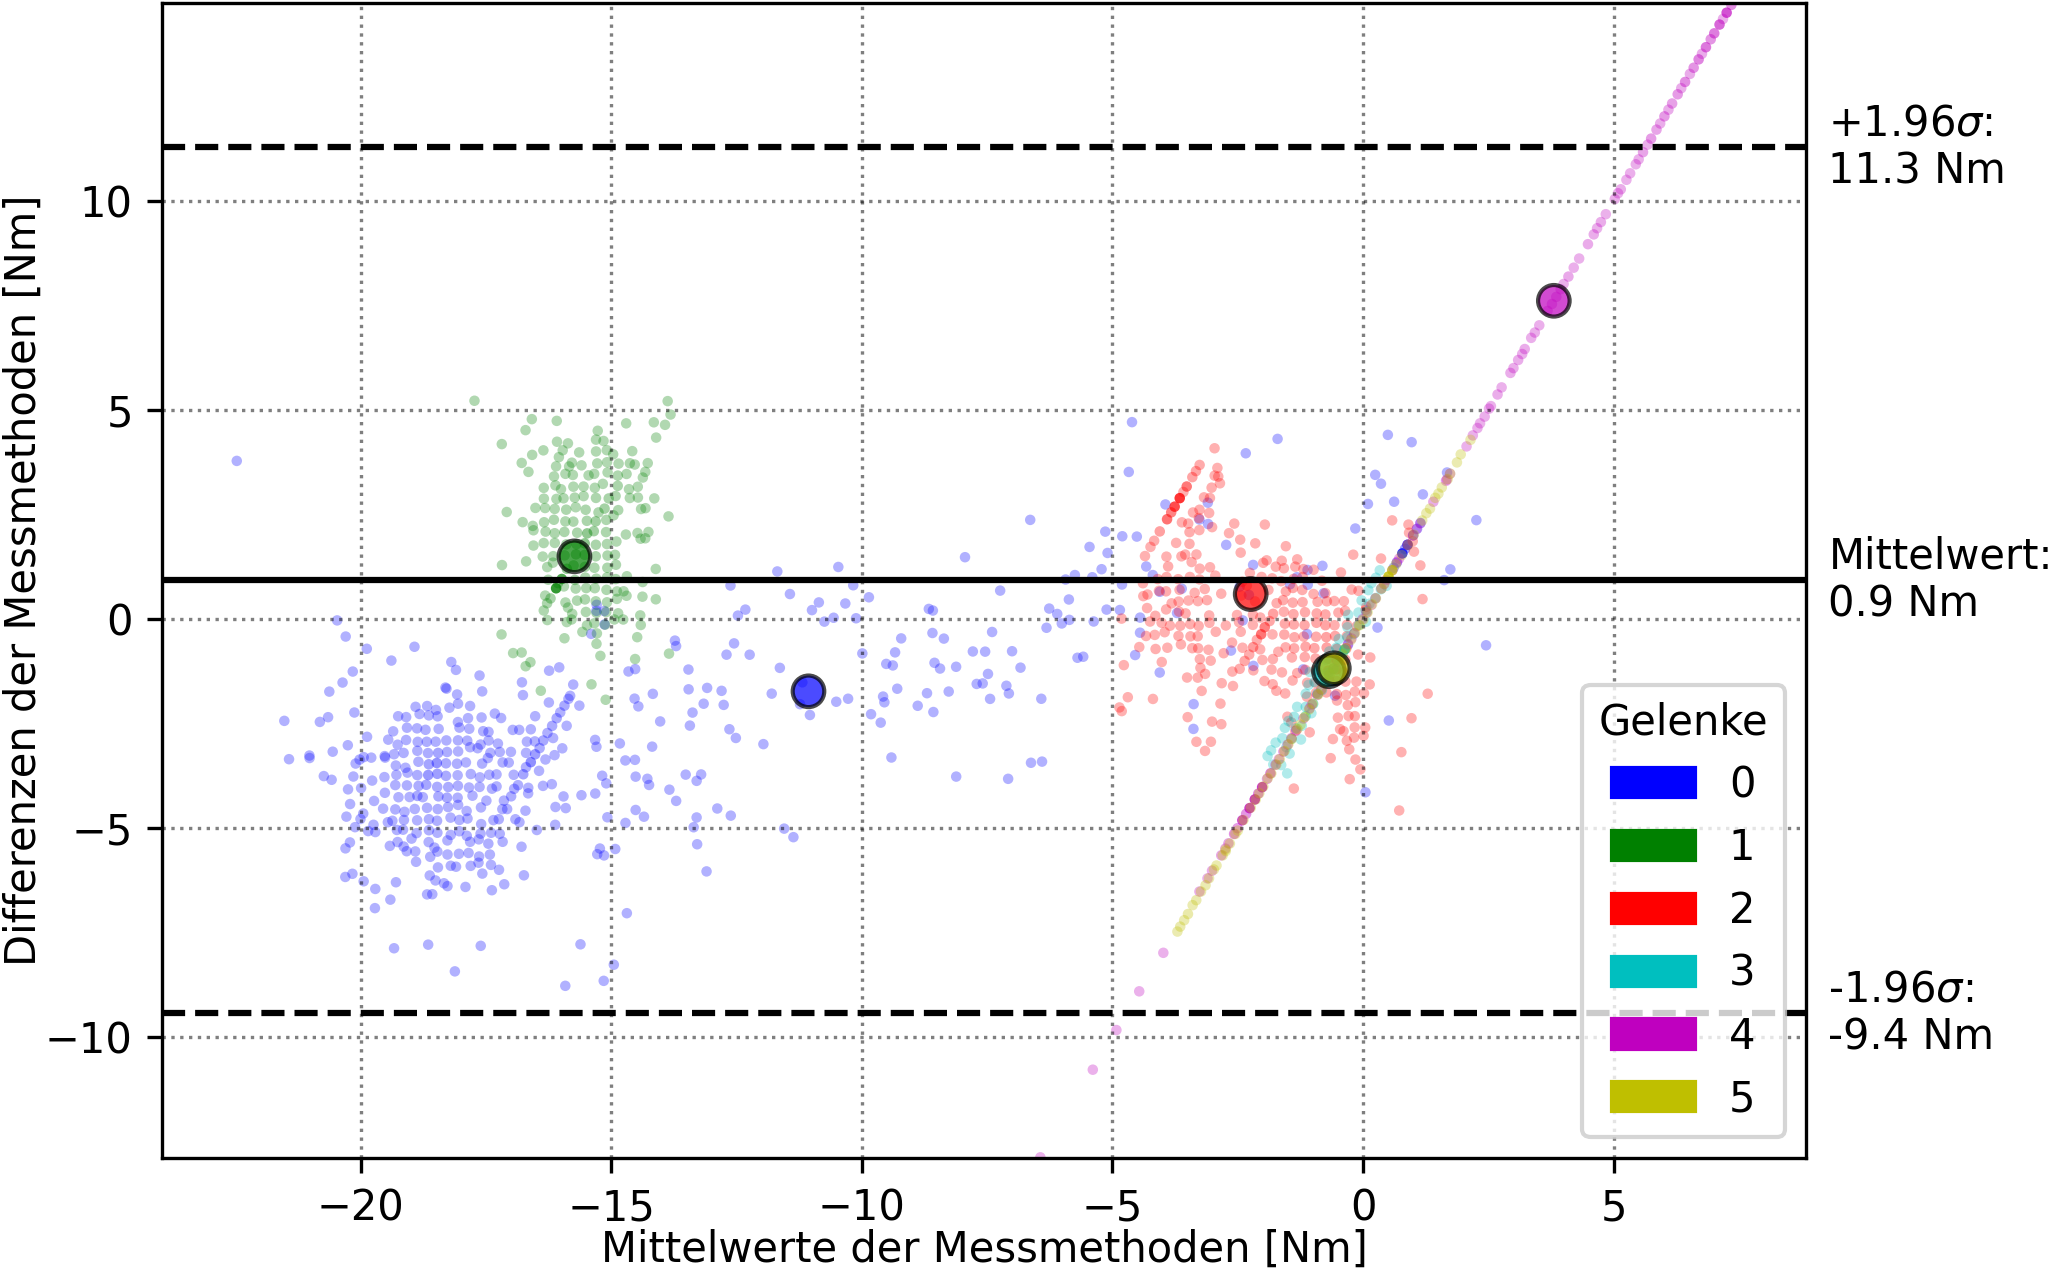 Differenzen der Messmethoden [Nm]
10
5
0
−5
−10
+1.96σ:
11.3 Nm
Mittelwert:
0.9 Nm
-1.96σ:
-9.4 Nm
Gelenke
0
1
2
3
4
5
−20
−15
−10
−5
0
5
Mittelwerte der Messmethoden [Nm]